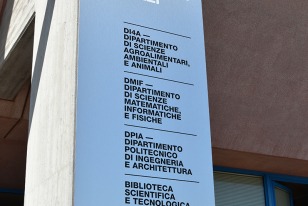 DI4A —
DIPARTIMENTO
DI SCIENZE
AGROALIMENTARI,
AMBIENTALI
E ANIMALI
DMIF —
DIPARTIMENTO
DI SCIENZE
MATEMATICHE,
INFORMATICHE
E FISICHE
DPIA —
DIPARTIMENTO
POLITECNICO
DI INGEGNERIA
E ARCHITETTURA
BIBLIOTECA
SCIENTIFICA
E TECNOLOGICA